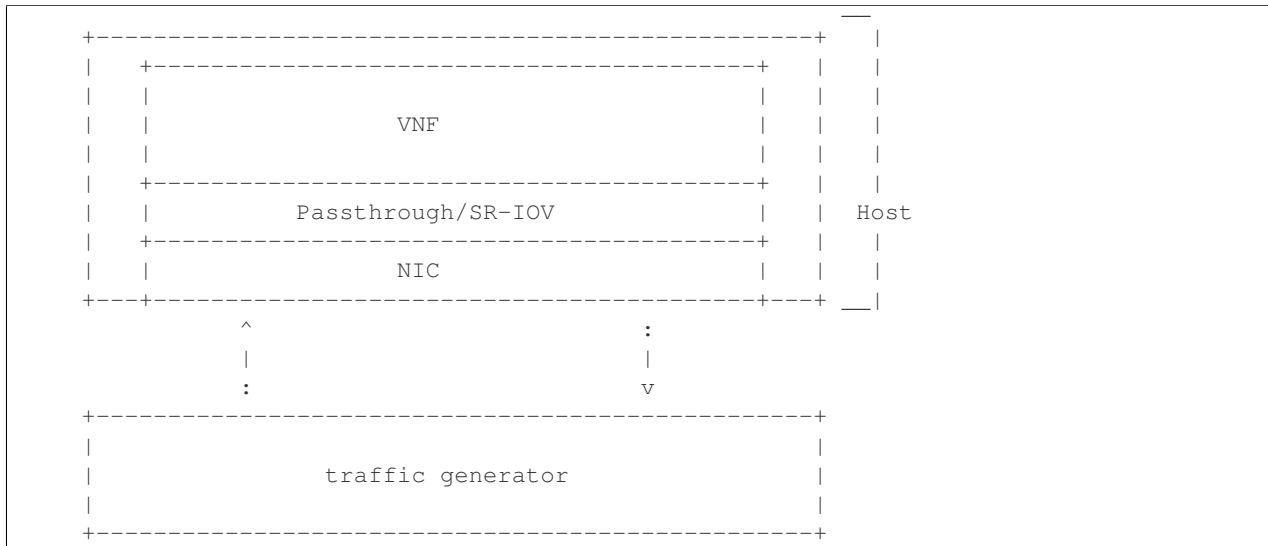 VNF
Passthrough/SR-IOV
Host
NIC
traffic generator